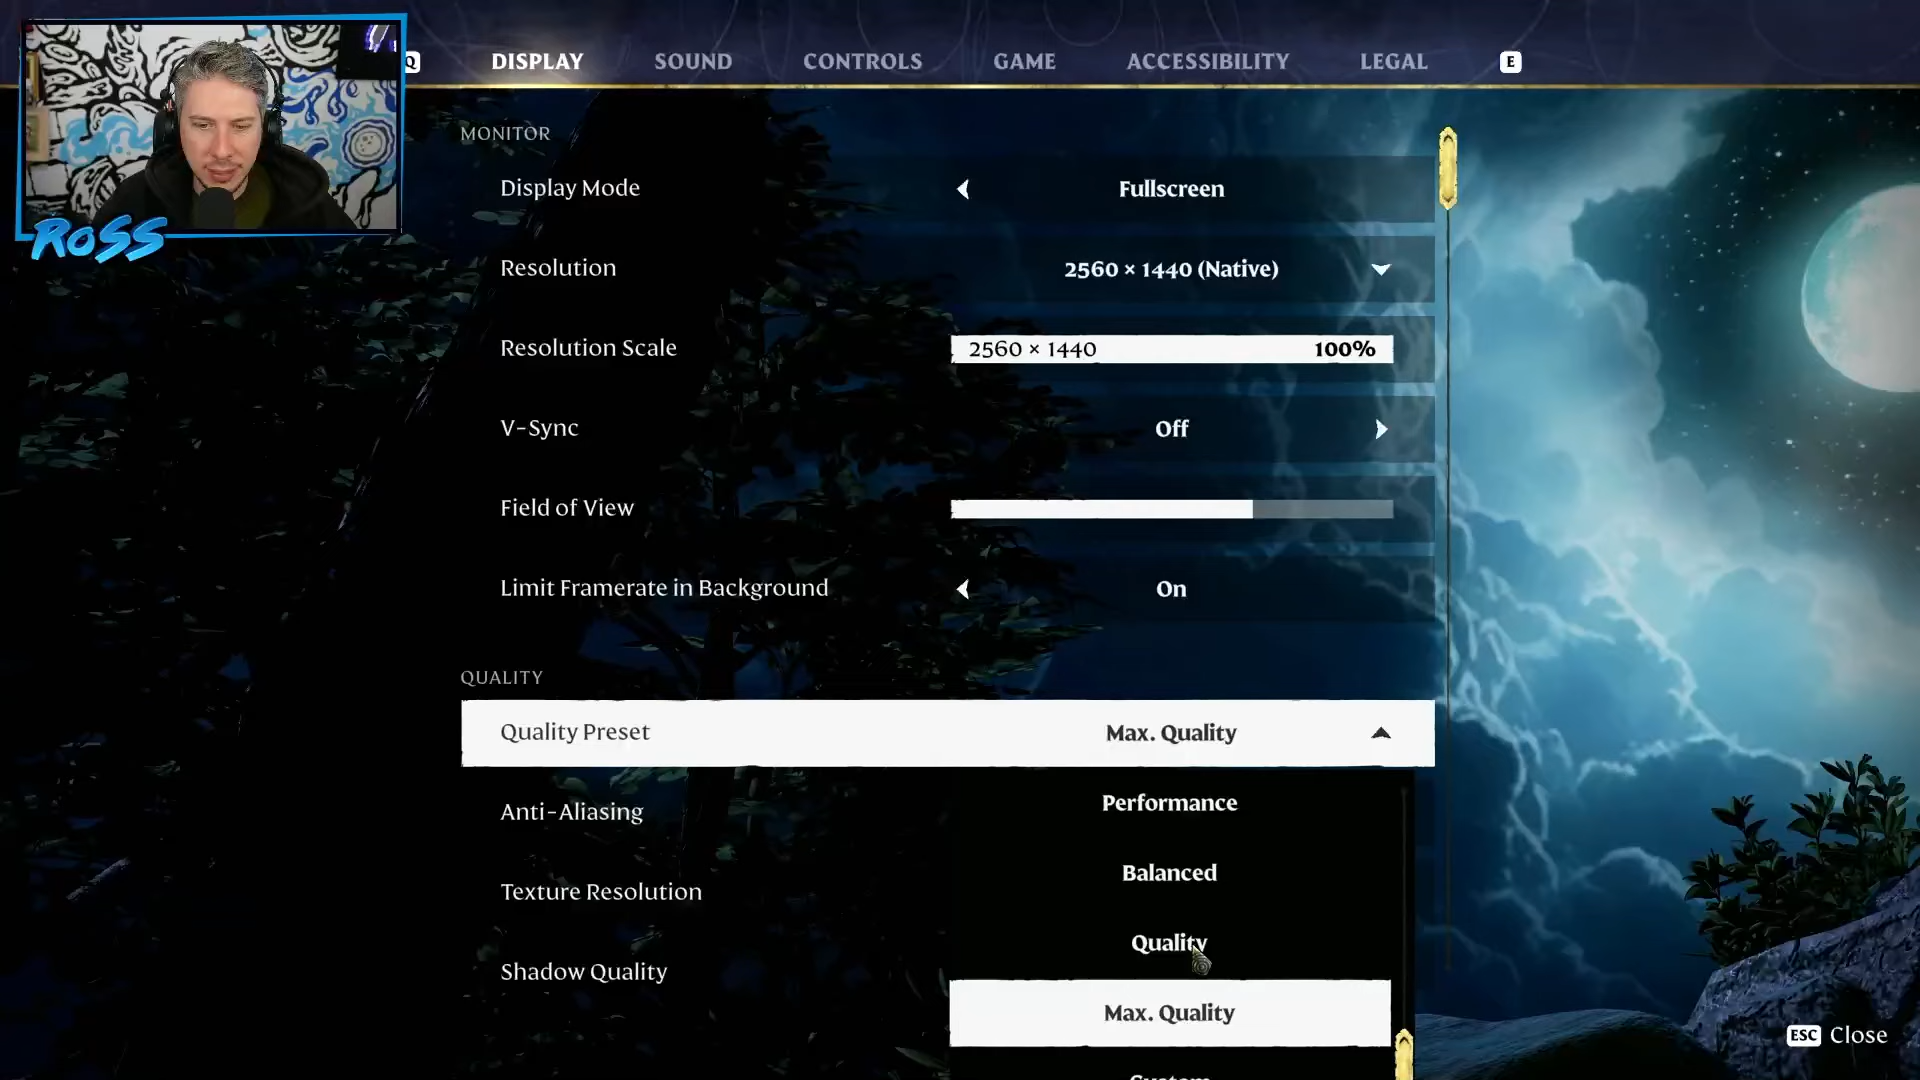 Q DISPLAY SOUND CONTROLS GAME ACCESSIBILITY LEGAL E
ROSS
MONITOR
Display Mode Fullscreen
Resolution 2560 × 1440 (Native)
Resolution Scale 2560 × 1440 100%
V-Sync Off
Field of View
Limit Framerate in Background On
QUALITY
Quality Preset Max. Quality
Performance
Anti-Aliasing
Balanced
Texture Resolution
Quality
Shadow Quality
Max. Quality
ESC Close